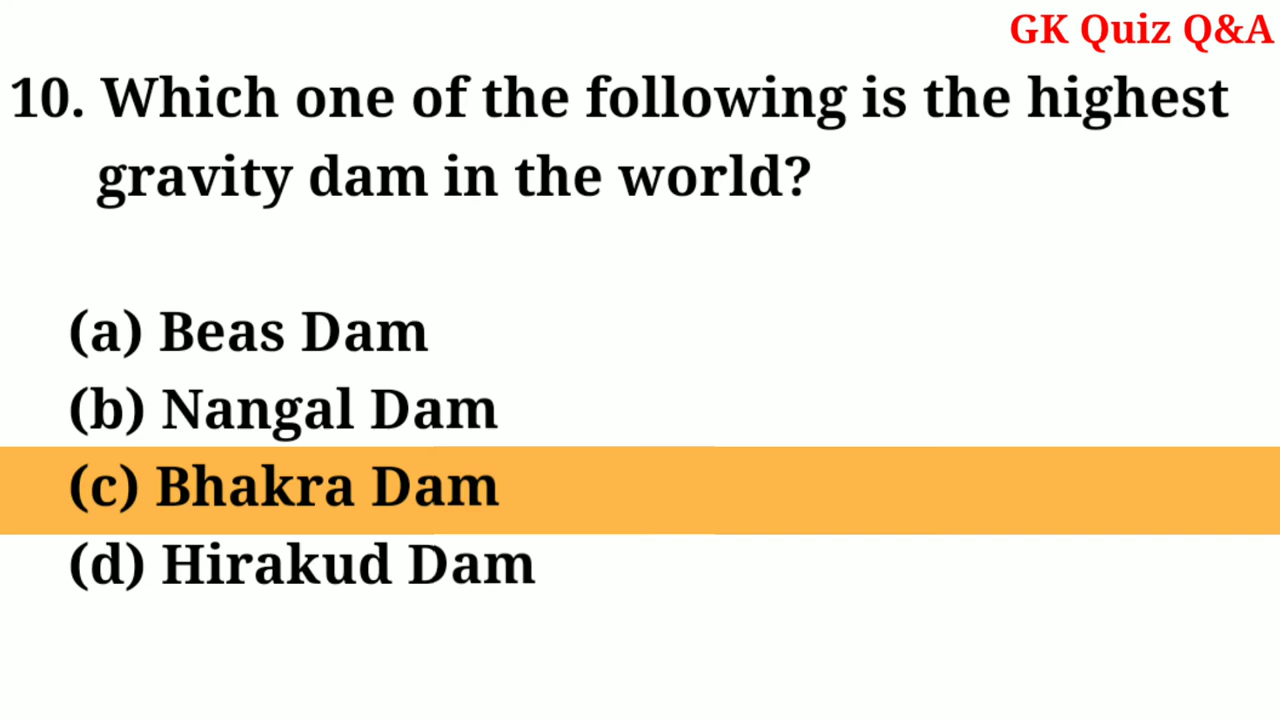 GK Quiz Q&A
10. Which one of the following is the highest
gravity dam in the world?
(a) Beas Dam
(b) Nangal Dam
(c) Bhakra Dam
(d) Hirakud Dam